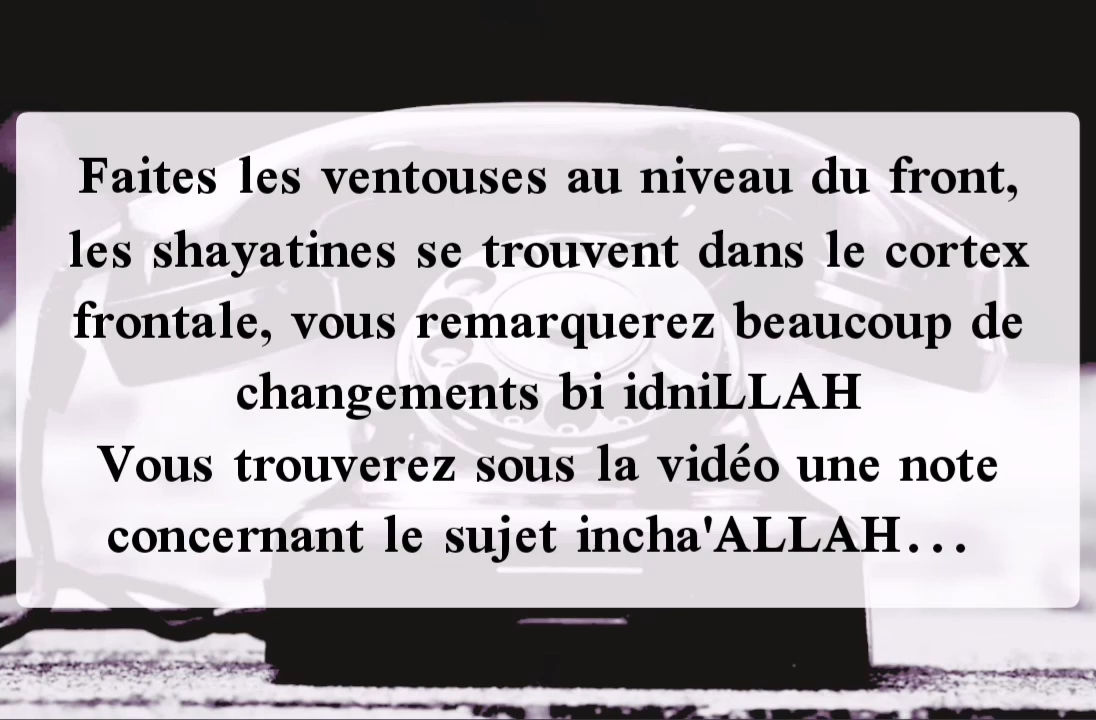 Faites les ventouses au niveau du front,
les shayatines se trouvent dans le cortex
frontale, vous remarquerez beaucoup de
changements bi idniLLAH
Vous trouverez sous la vidéo une note
concernant le sujet incha'ALLAH...